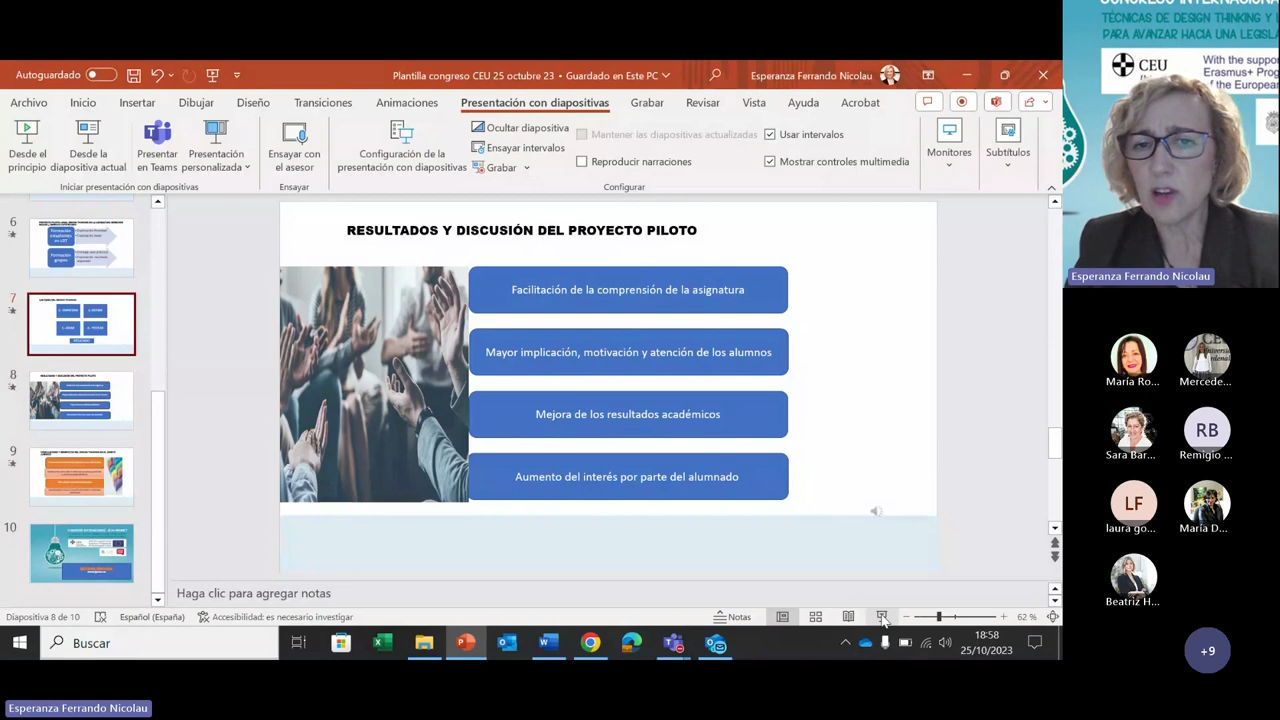 CONGRESO INTERNACIONA
TÉCNICAS DE DESIGN THINKING Y
PARA AVANZAR HACIA UNA LEGISL
CEU
With the suppo
Erasmus+ Prog
of the European
Esperanza Ferrando Nicolau
Autoguardado
Plantilla congreso CEU 25 octubre 23 • Guardado en Este PC
Esperanza Ferrando Nicolau
Archivo Inicio Insertar Dibujar Diseño Transiciones Animaciones Presentación con diapositivas Grabar Revisar Vista Ayuda Acrobat
Desde el principio
Desde la diapositiva actual
Presentar en Teams
Presentación personalizada
Iniciar presentación con diapositivas
Ensayar con el asesor
Ensayar
Configuración de la presentación con diapositivas
Ocultar diapositiva
Ensayar intervalos
Grabar
Mantener las diapositivas actualizadas
Reproducir narraciones
Usar intervalos
Mostrar controles multimedia
Configurar
Monitores
Subtítulos
6
7
8
9
10
RESULTADOS Y DISCUSIÓN DEL PROYECTO PILOTO
Facilitación de la comprensión de la asignatura
Mayor implicación, motivación y atención de los alumnos
Mejora de los resultados académicos
Aumento del interés por parte del alumnado
Haga clic para agregar notas
Diapositiva 8 de 10
Español (España)
Accesibilidad: es necesario investigar
Notas
62 %
Buscar
18:58
25/10/2023
María Ro...
Mercede...
Sara Bar...
RB
Remigio ...
LF
laura go...
María D...
Beatriz H...
+9
Esperanza Ferrando Nicolau